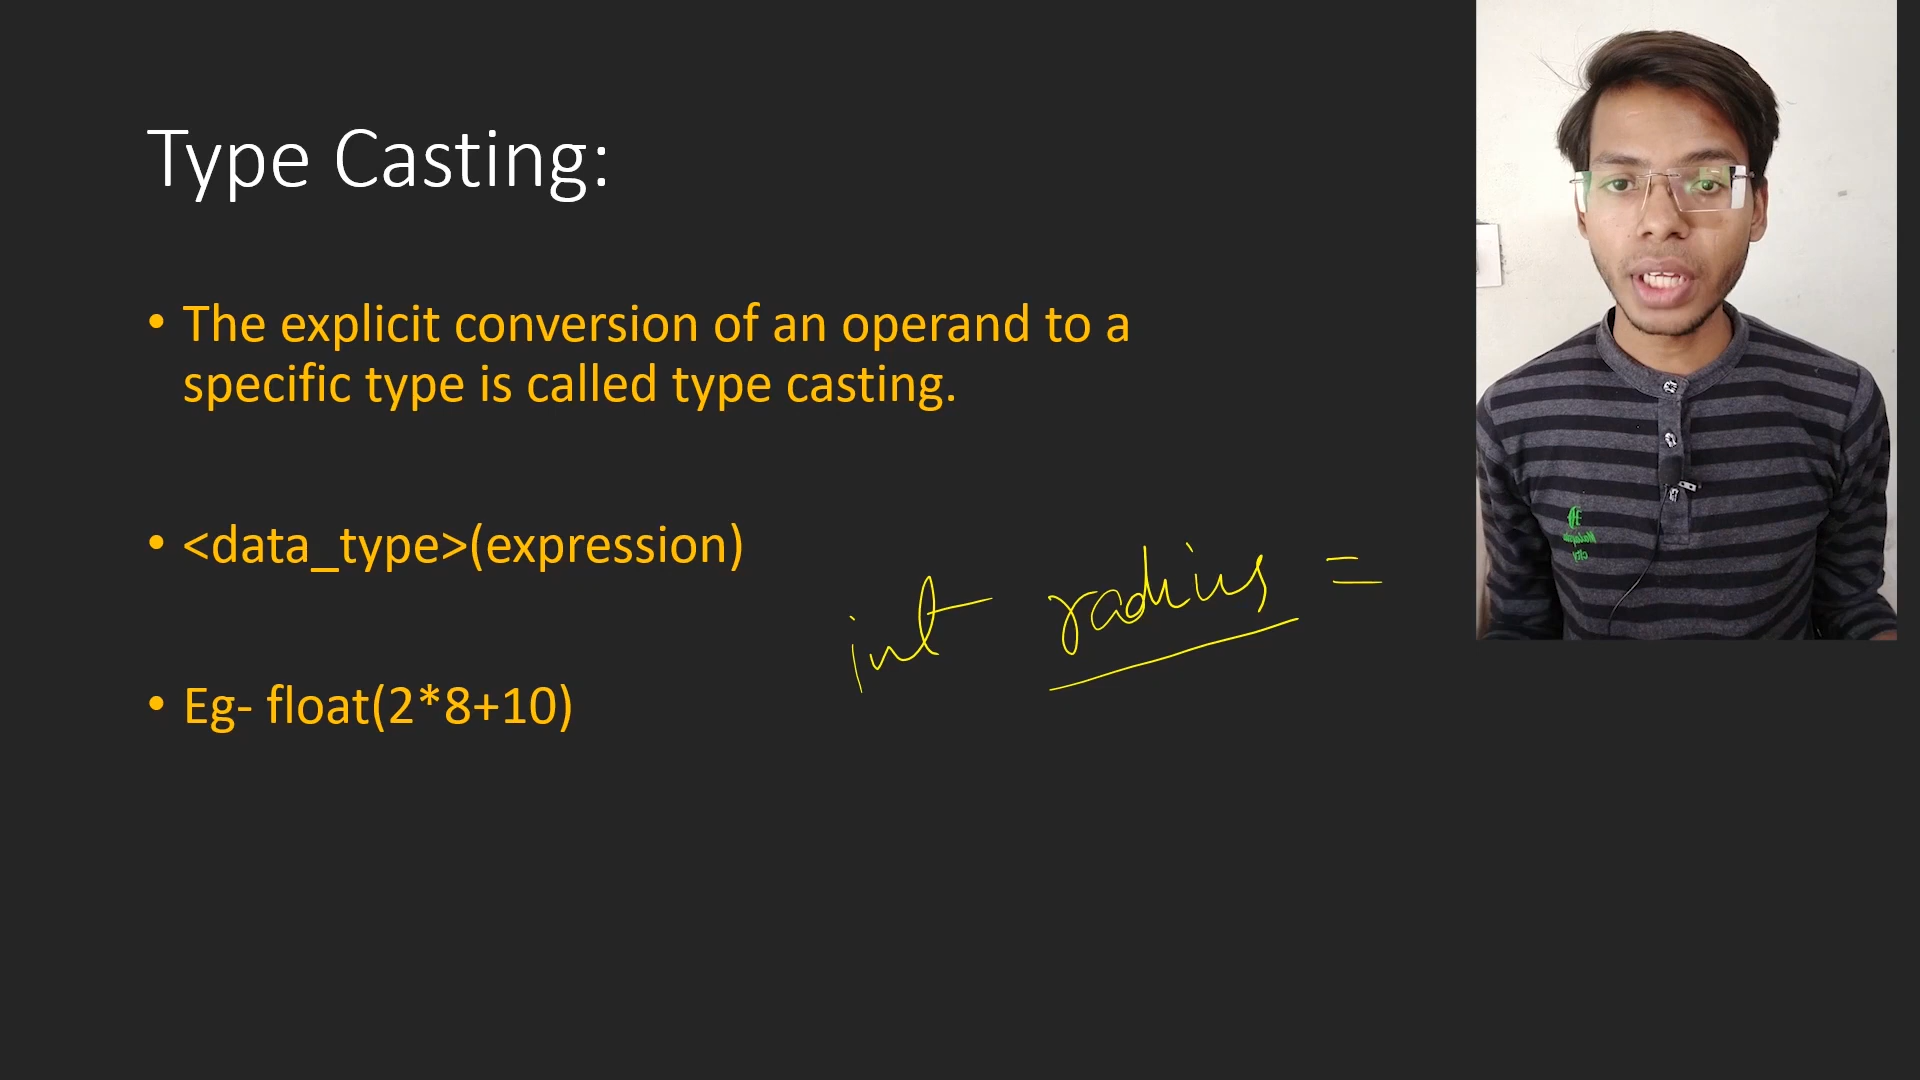 Type Casting:
• The explicit conversion of an operand to a
specific type is called type casting.
• <data_type>(expression)
int radius =
• Eg- float(2*8+10)